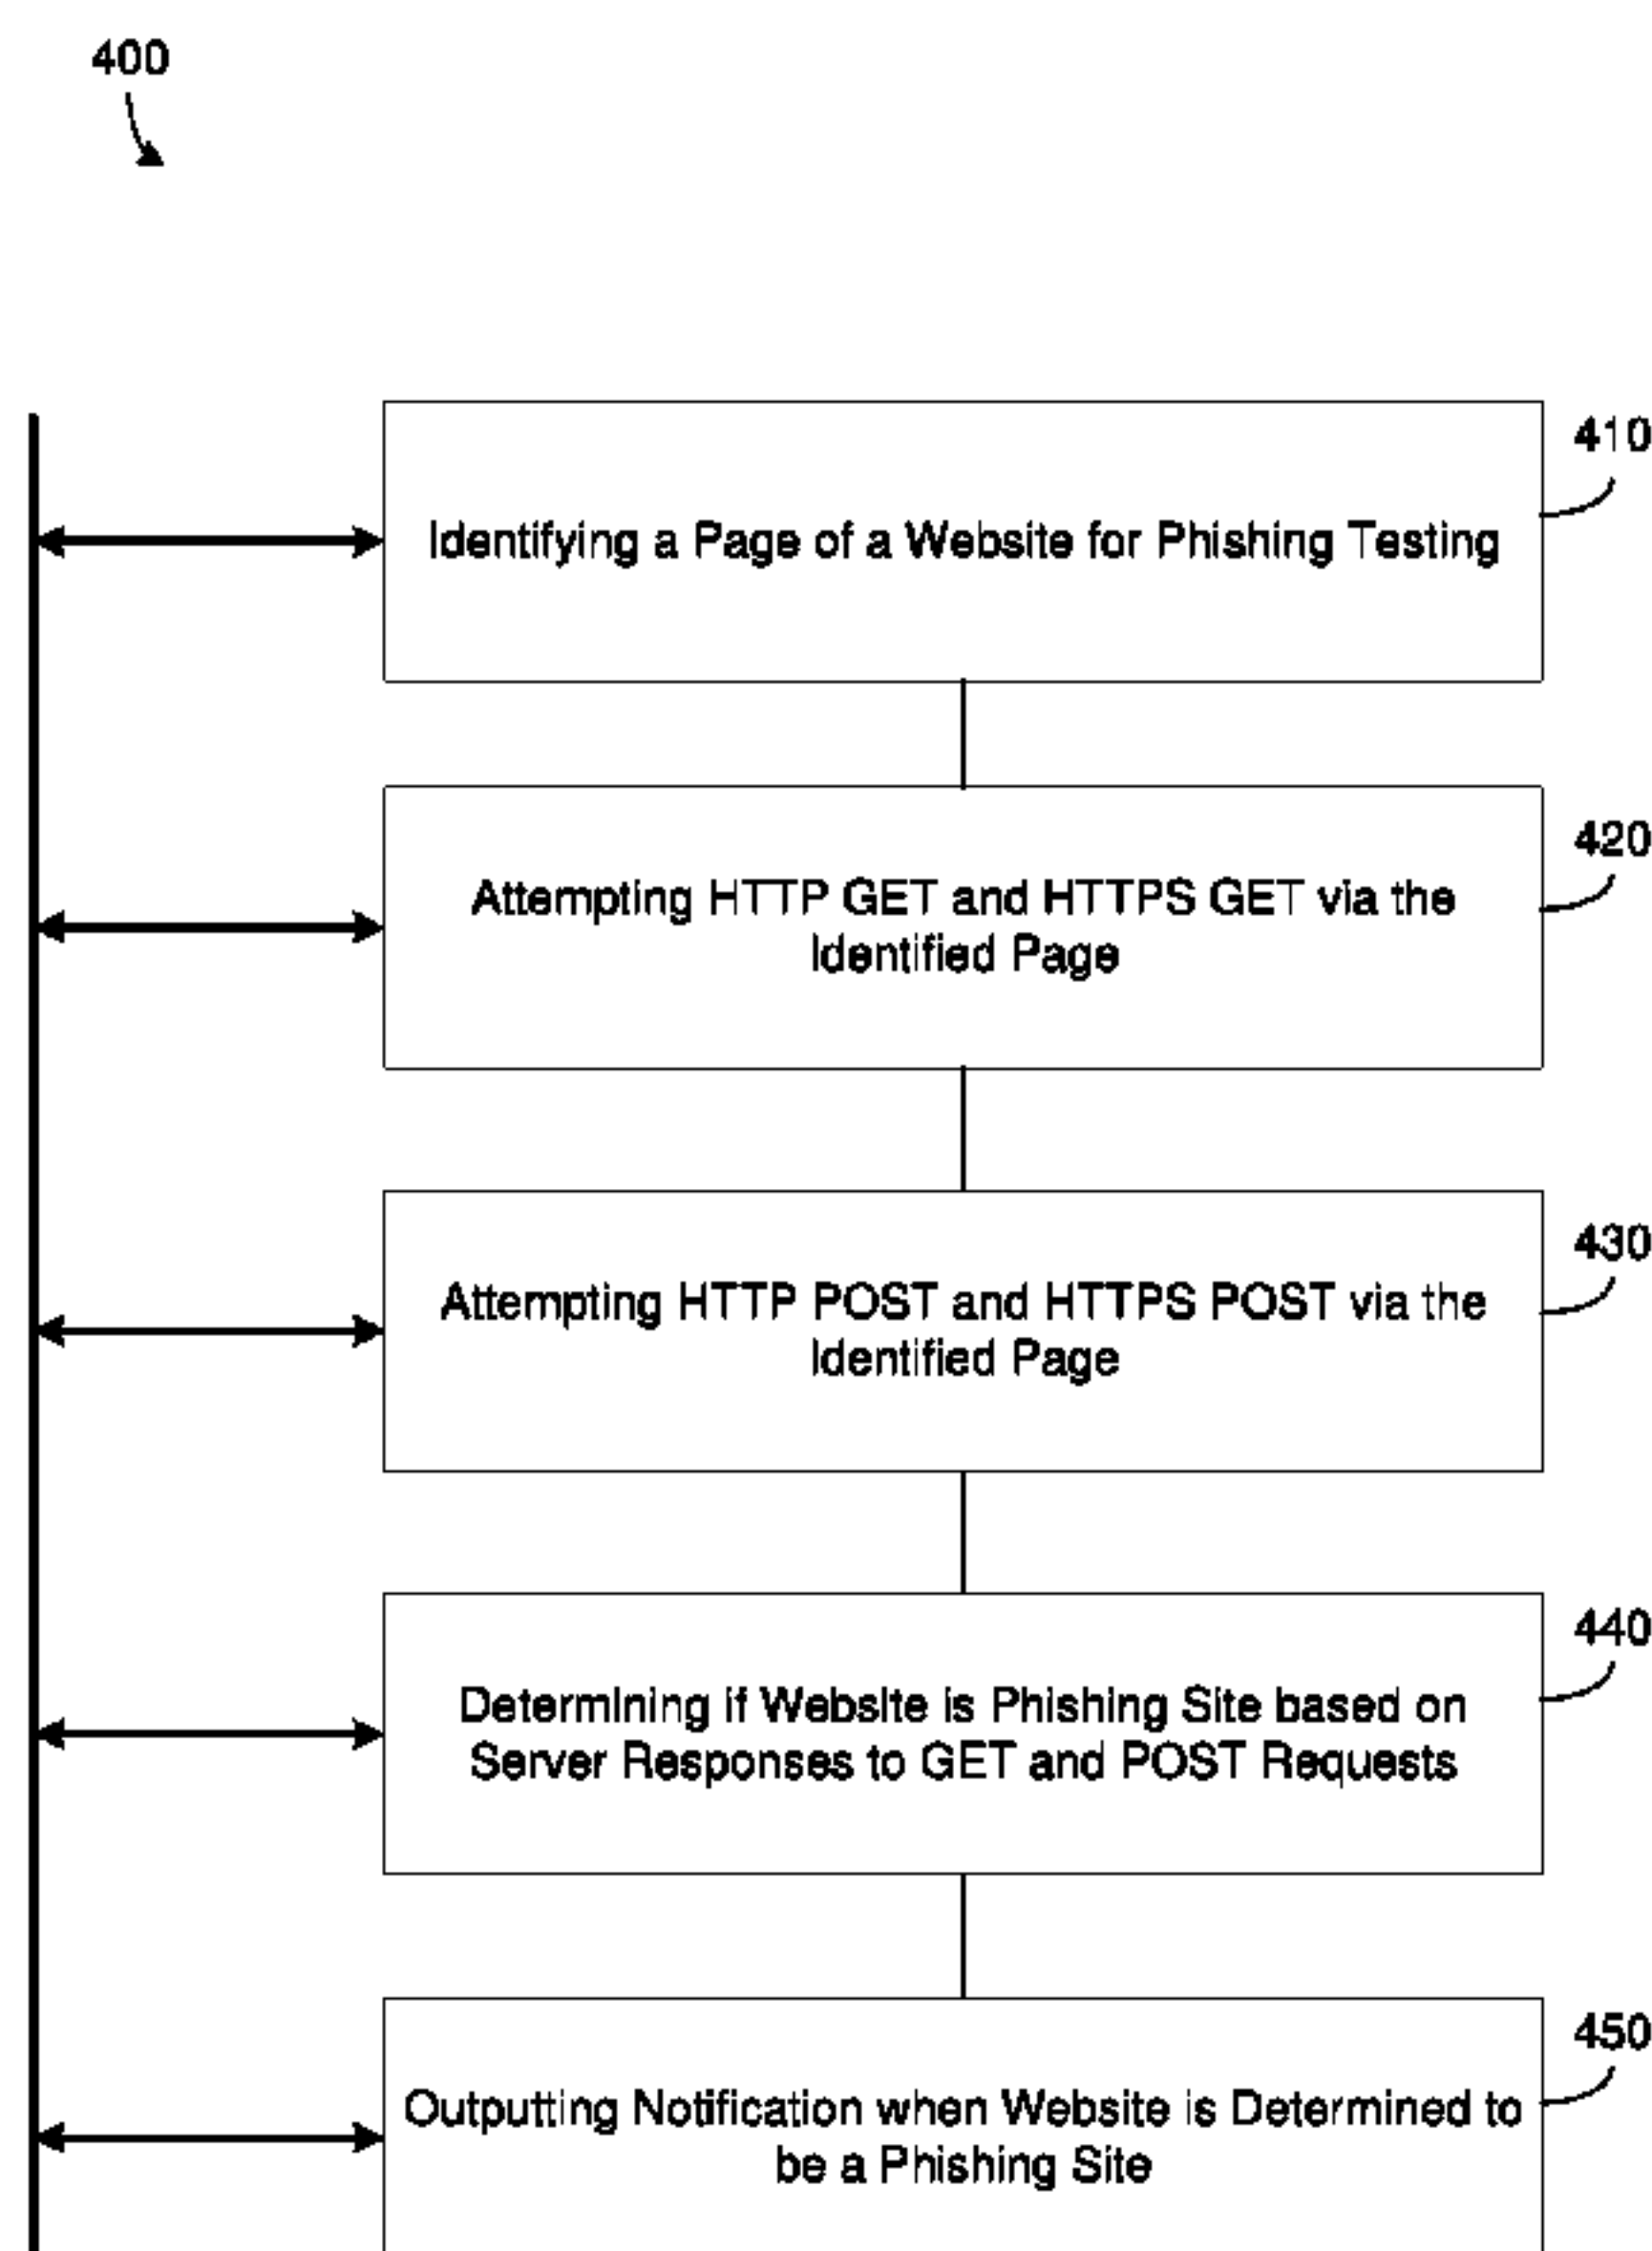 400
410
Identifying a Page of a Website for Phishing Testing
420
Attempting HTTP GET and HTTPS GET via the
Identified Page
430
Attempting HTTP POST and HTTPS POST via the
Identified Page
440
Determining if Website is Phishing Site based on
Server Responses to GET and POST Requests
450
Outputting Notification when Website is Determined to
be a Phishing Site